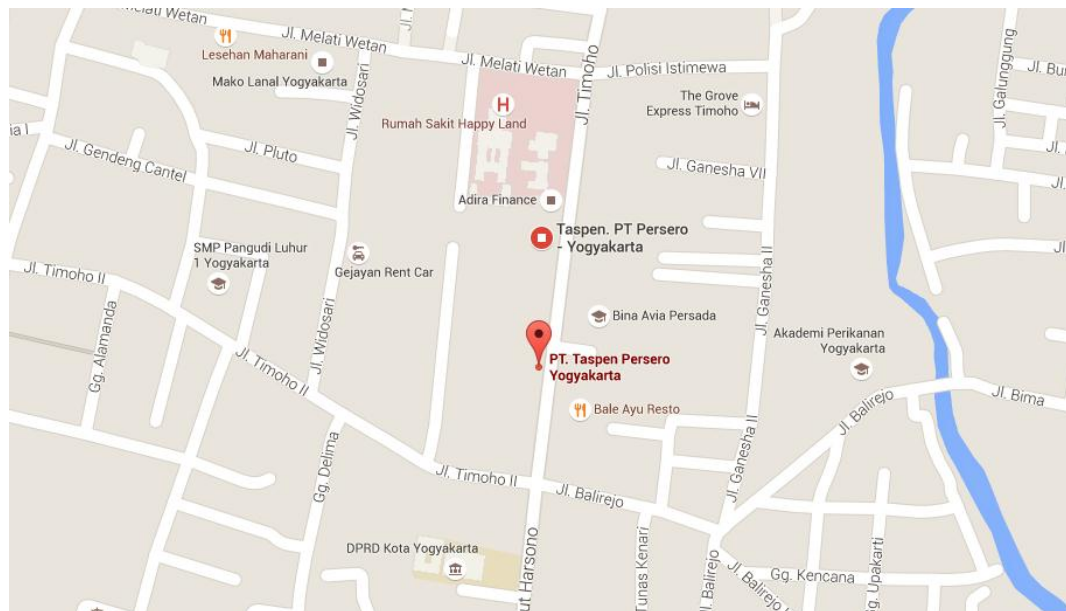 Jl. Melati Wetan
Lesehan Maharani
Mako Lanal Yogyakarta
Jl. Widosari
Jl. Melati Wetan
Jl. Timoho
Jl. Polisi Istimewa
The Grove
Express Timoho
Jl. Galunggung
Jl. Pluto
Jl. Gendeng Cantel
Rumah Sakit Happy Land
H
Jl. Ganesha VII
Adira Finance
Taspen. PT Persero
- Yogyakarta
SMP Pangudi Luhur
1 Yogyakarta
Gejayan Rent Car
Jl. Timoho II
Gg. Alamanda
Jl. Widosari
Jl. Ganesha II
Bina Avia Persada
Akademi Perikanan
Yogyakarta
Jl. Timoho II
PT. Taspen Persero
Yogyakarta
Bale Ayu Resto
Jl. Balirejo
Jl. Bima
Gg. Delima
Jl. Timoho II
Jl. Ganesha II
Jl. Balirejo
DPRD Kota Yogyakarta
ut Harsono
Tunas Kenari
Jl. Balirejo
Jl. Balirejo
Gg. Kencana
Gg. Upakarti